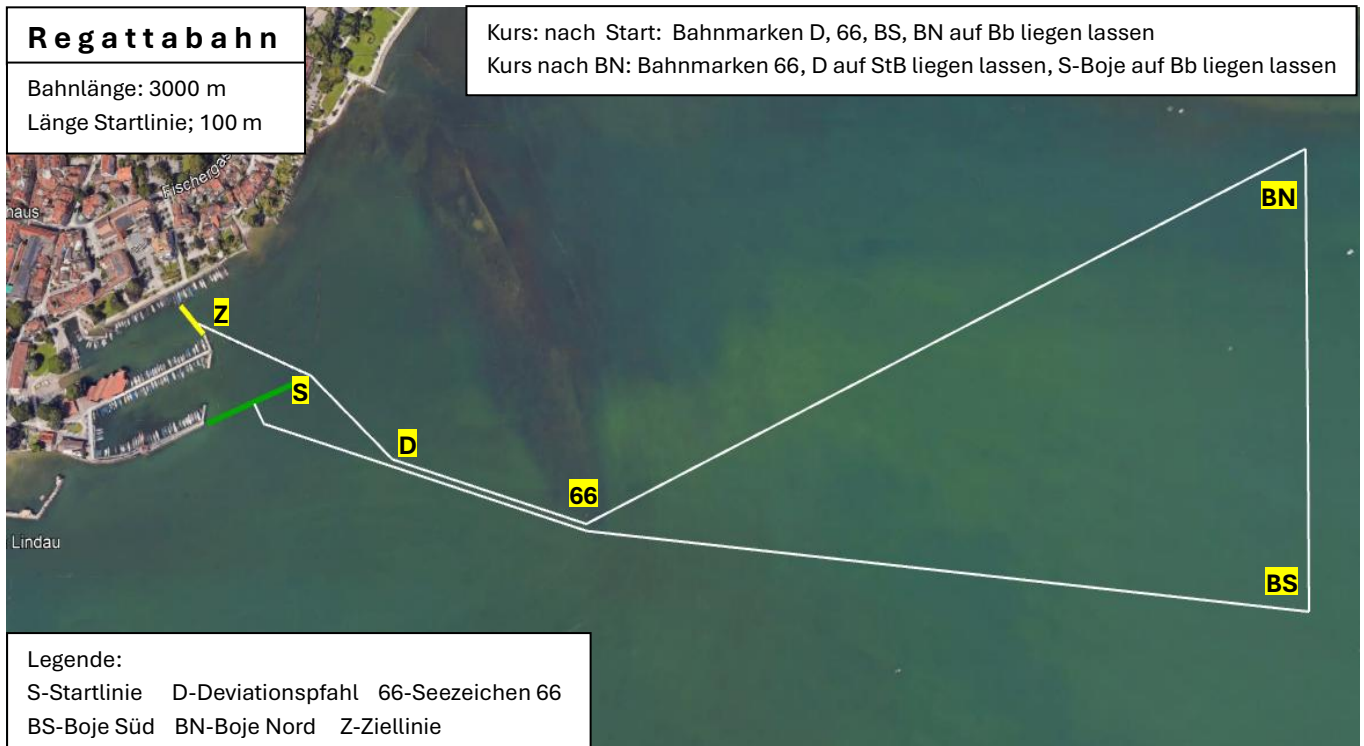 Regattabahn
Bahnlänge: 3000 m
Länge Startlinie; 100 m
Kurs: nach Start: Bahnmarken D, 66, BS, BN auf Bb liegen lassen
Kurs nach BN: Bahnmarken 66, D auf StB liegen lassen, S-Boje auf Bb liegen lassen
Fischergas
haus
BN
Z
S
D
66
Lindau
BS
Legende:
S-Startlinie D-Deviationspfahl 66-Seezeichen 66
BS-Boje Süd BN-Boje Nord Z-Ziellinie